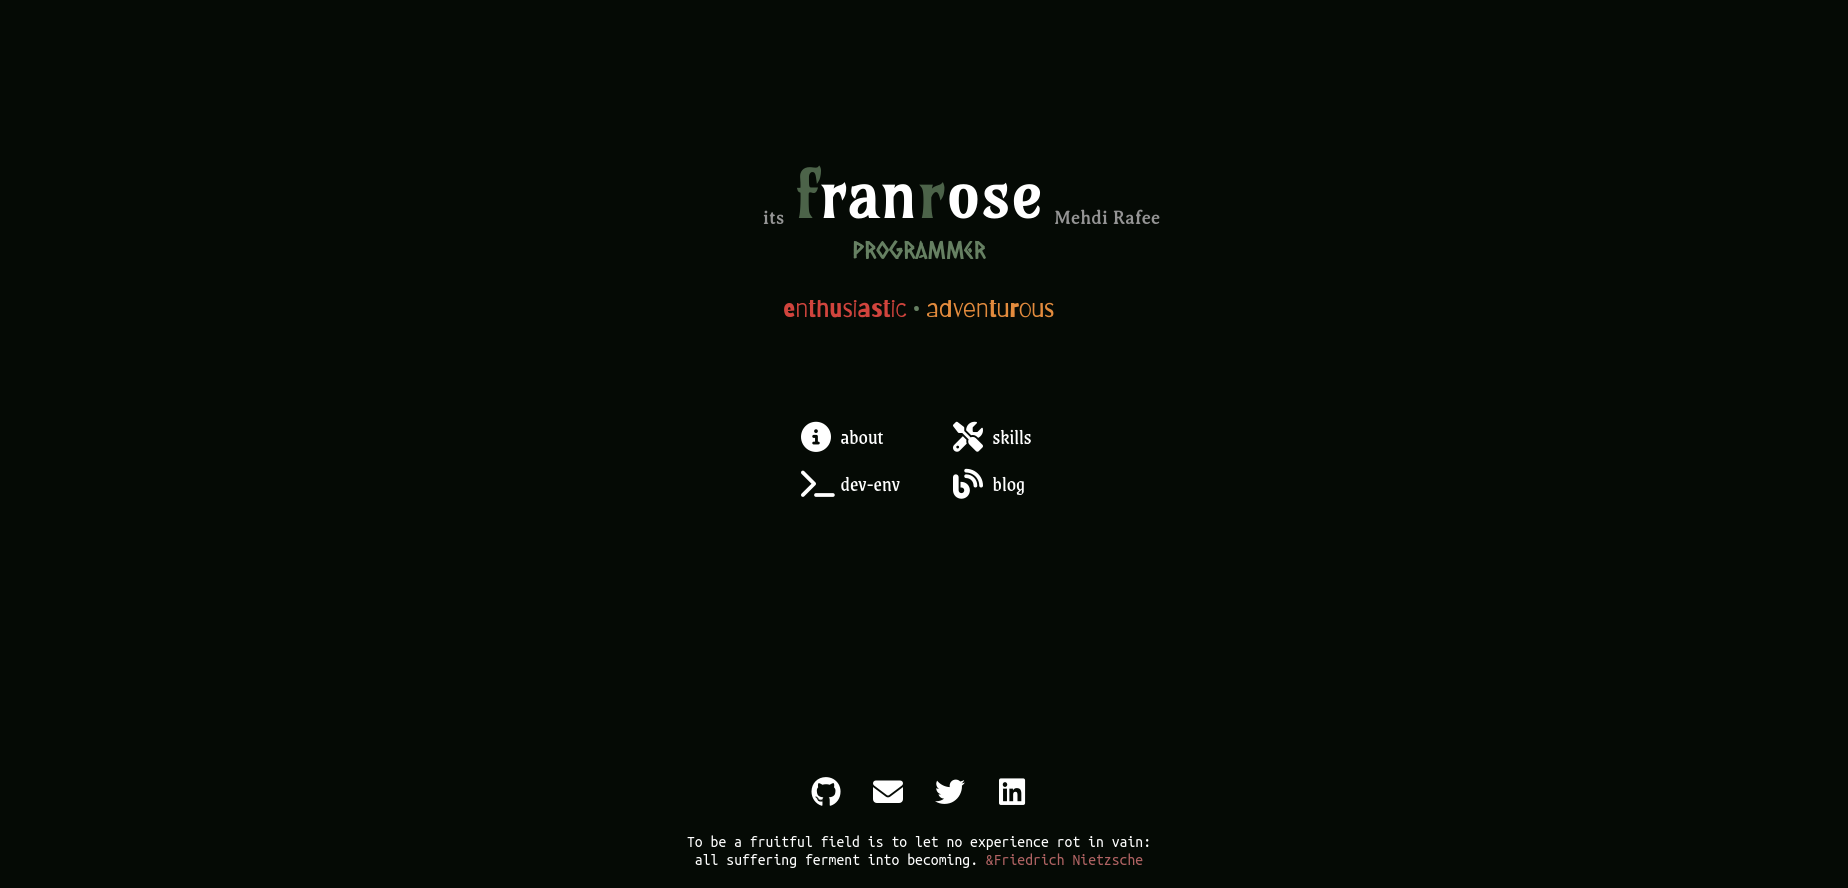 its franrose Mehdi Rafee
PROGRAMMER
enthusiastic • adventurous
about skills
dev-env blog
To be a fruitful field is to let no experience rot in vain:
all suffering ferment into becoming. &Friedrich Nietzsche